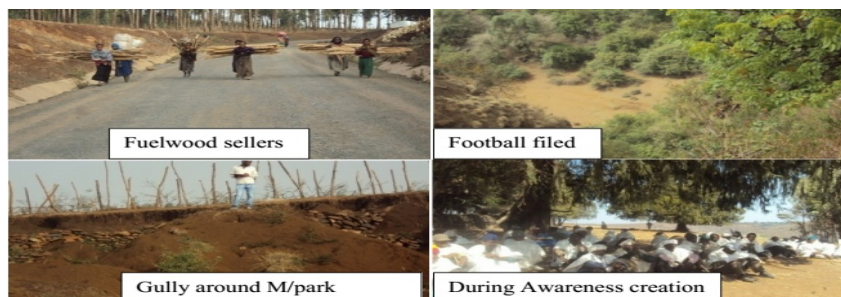 Fuelwood sellers
Football filed
Gully around M/park
During Awareness creation